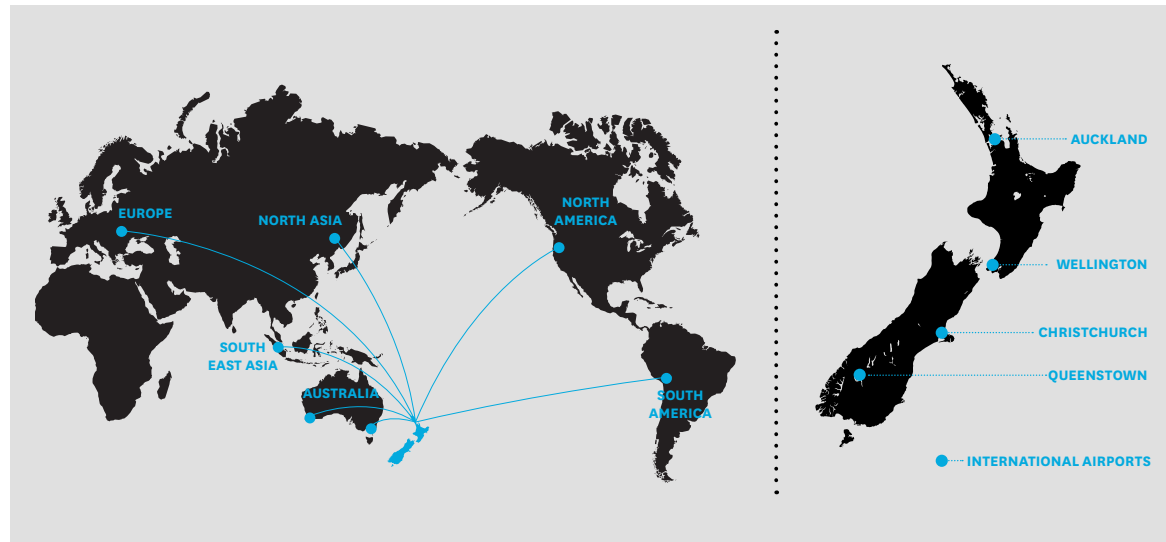 EUROPE
NORTH ASIA
NORTH
AMERICA
SOUTH
EAST ASIA
AUSTRALIA
SOUTH
AMERICA
AUCKLAND
WELLINGTON
CHRISTCHURCH
QUEENSTOWN
INTERNATIONAL AIRPORTS